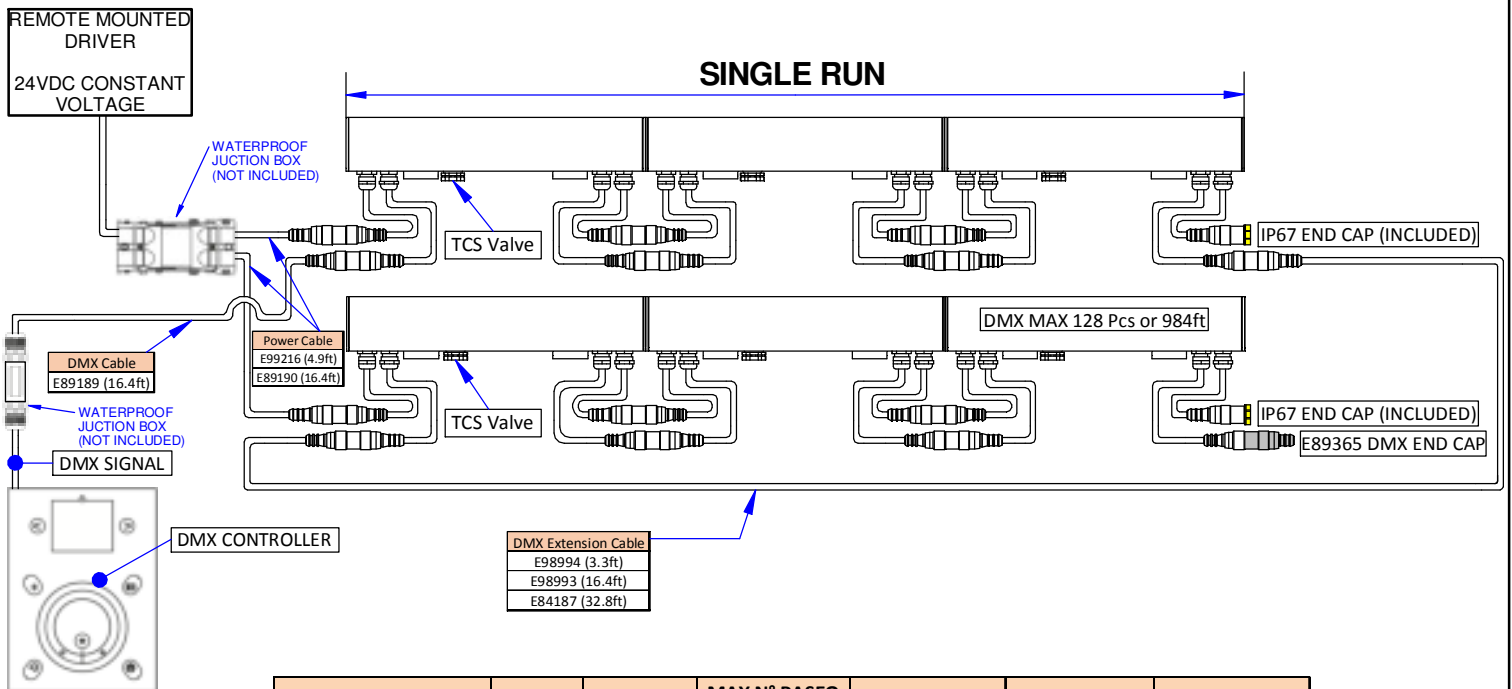 REMOTE MOUNTED
DRIVER
24VDC CONSTANT
VOLTAGE
SINGLE RUN
WATERPROOF
JUCTION BOX
(NOT INCLUDED)
TCS Valve
IP67 END CAP (INCLUDED)
DMX MAX 128 Pcs or 984ft
Power Cable
E99216 (4.9ft)
E89190 (16.4ft)
DMX Cable
E89189 (16.4ft)
WATERPROOF
JUCTION BOX
(NOT INCLUDED)
TCS Valve
IP67 END CAP (INCLUDED)
E89365 DMX END CAP
DMX SIGNAL
DMX CONTROLLER
DMX Extension Cable
E98994 (3.3ft)
E98993 (16.4ft)
E84187 (32.8ft)
MAX Nº PASEO